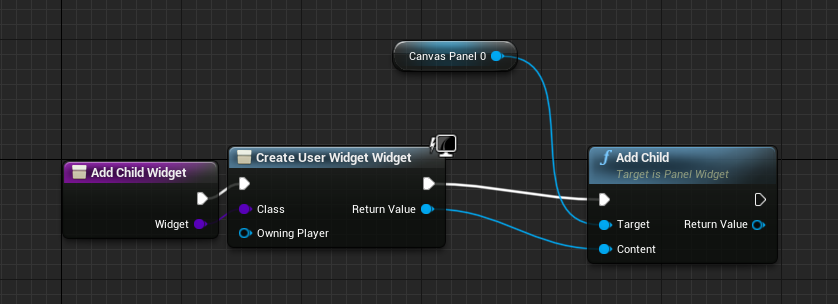 Canvas Panel 0
Add Child Widget
Widget
Create User Widget Widget
Class
Return Value
Owning Player
f Add Child
Target is Panel Widget
Target
Return Value
Content